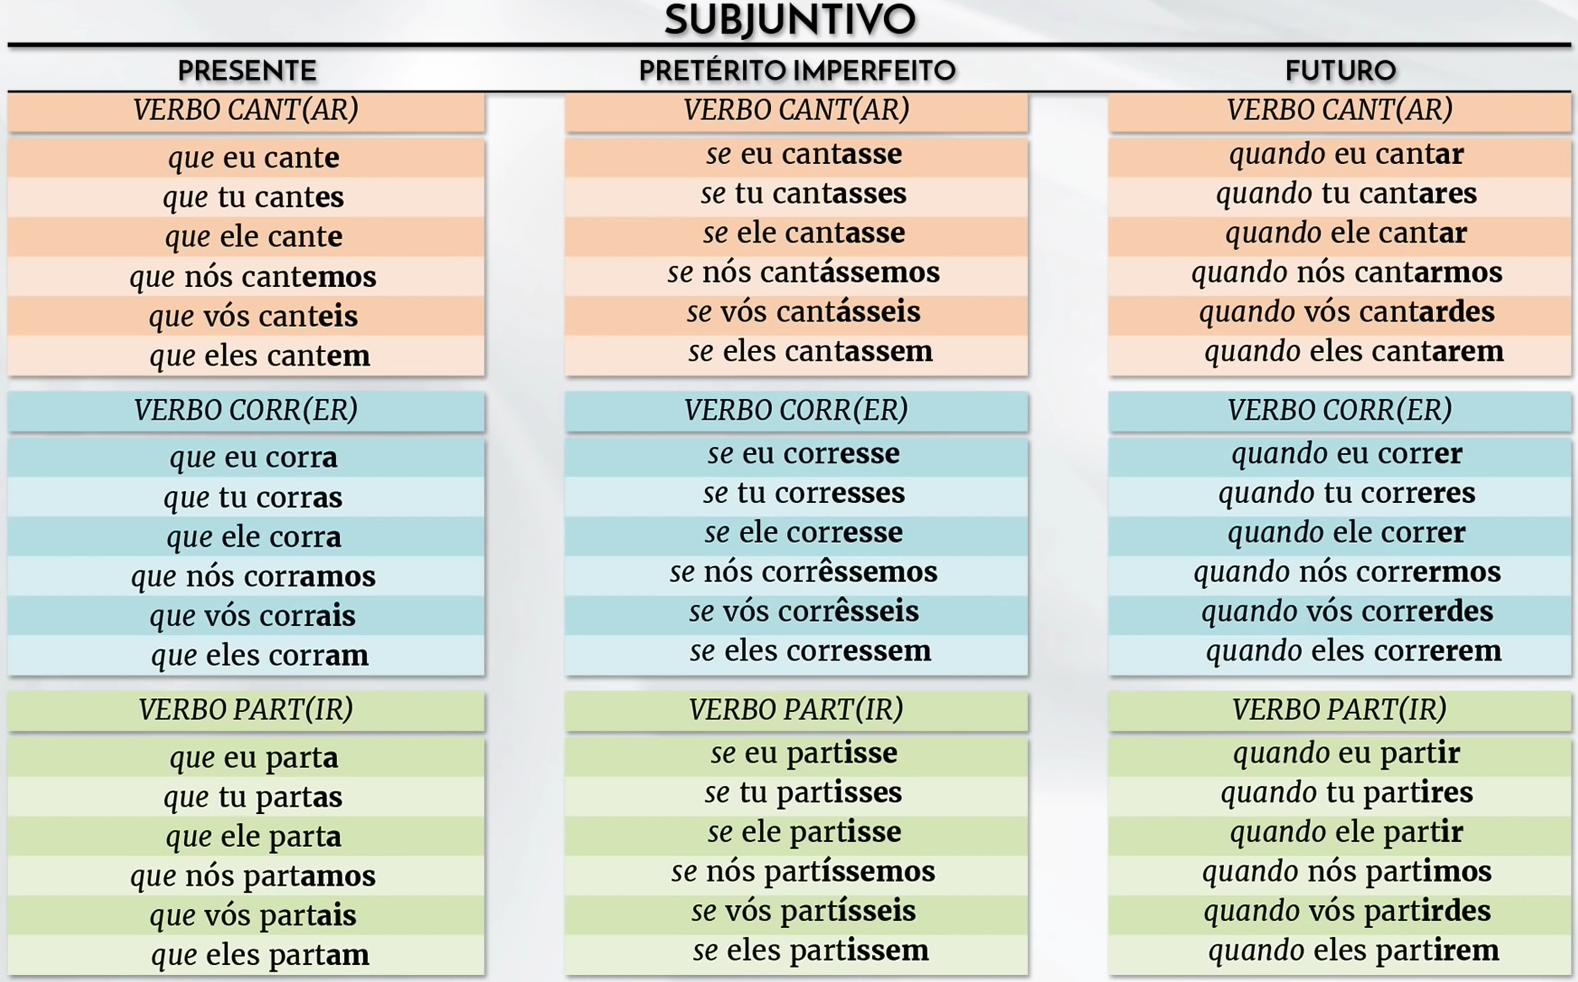 SUBJUNTIVO
PRESENTE
VERBO CANT(AR)
que eu cante
que tu cantes
que ele cante
que nós cantemos
que vós canteis
que eles cantem
VERBO CORR(ER)
que eu corra
que tu corras
que ele corra
que nós corramos
que vós corrais
que eles corram
VERBO PART(IR)
que eu parta
que tu partas
que ele parta
que nós partamos
que vós partais
que eles partam
PRETÉRITO IMPERFEITO
VERBO CANT(AR)
se eu cantasse
se tu cantasses
se ele cantasse
se nós cantássemos
se vós cantásseis
se eles cantassem
VERBO CORR(ER)
se eu corresse
se tu corresses
se ele corresse
se nós corrêssemos
se vós corrêsseis
se eles corressem
VERBO PART(IR)
se eu partisse
se tu partisses
se ele partisse
se nós partíssemos
se vós partísseis
se eles partissem
FUTURO
VERBO CANT(AR)
quando eu cantar
quando tu cantares
quando ele cantar
quando nós cantarmos
quando vós cantardes
quando eles cantarem
VERBO CORR(ER)
quando eu correr
quando tu correres
quando ele correr
quando nós corrermos
quando vós correrdes
quando eles correrem
VERBO PART(IR)
quando eu partir
quando tu partires
quando ele partir
quando nós partimos
quando vós partirdes
quando eles partirem